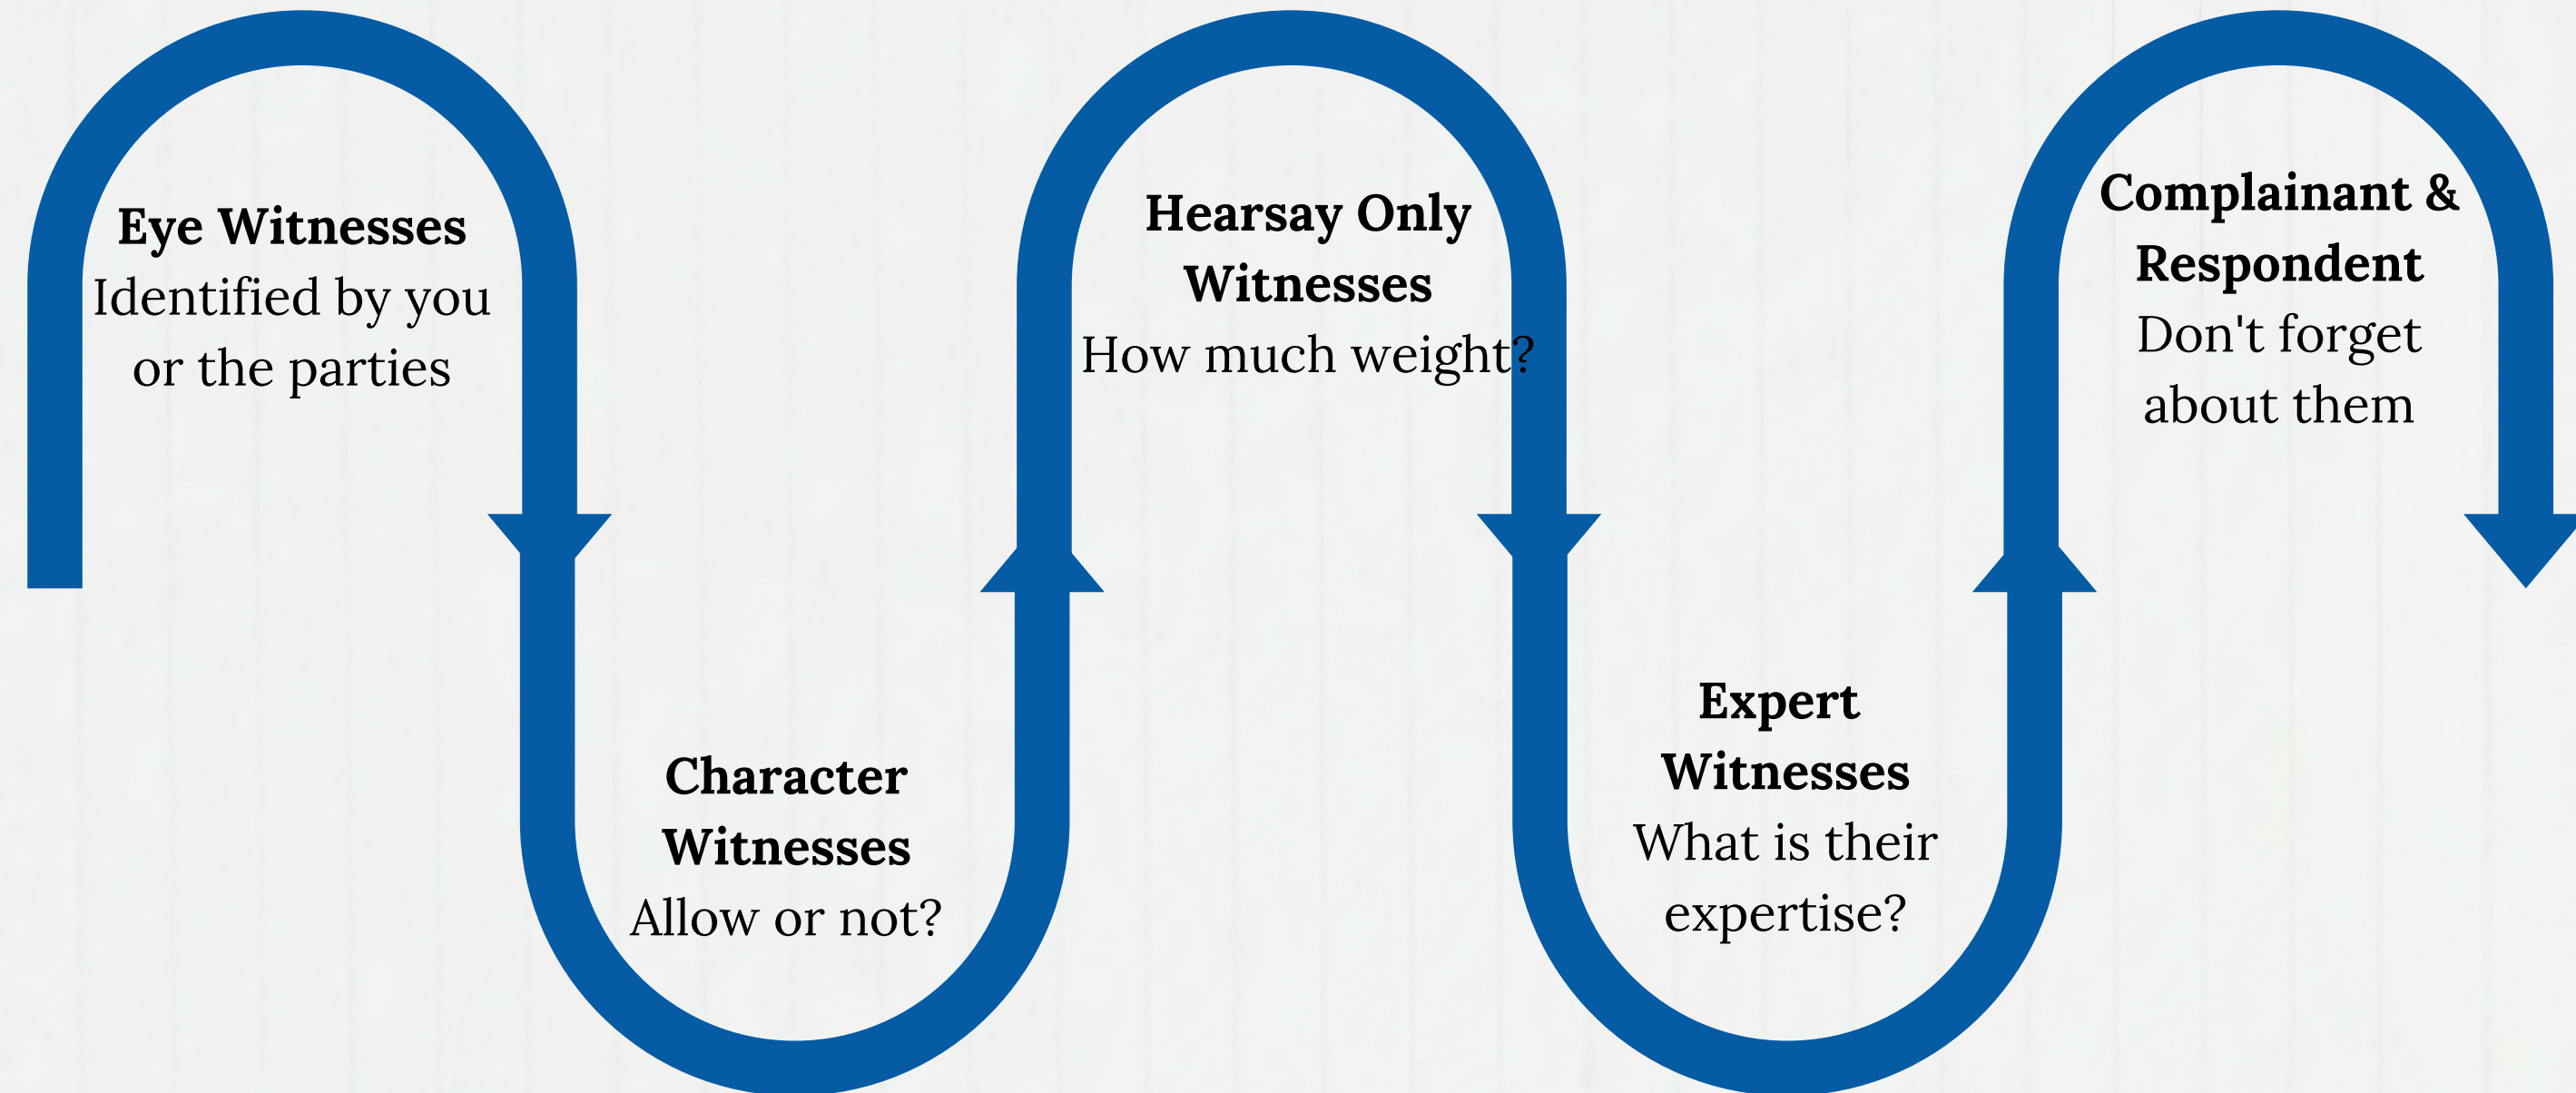 Eye Witnesses
Identified by you
or the parties
Character
Witnesses
Allow or not?
Hearsay Only
Witnesses
How much weight?
Expert
Witnesses
What is their
expertise?
Complainant &
Respondent
Don't forget
about them